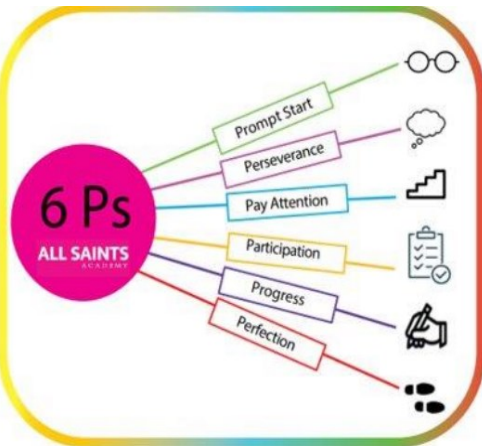 6 Ps
ALL SAINTS
ACADEMY
Prompt Start
Perseverance
Pay Attention
Participation
Progress
Perfection